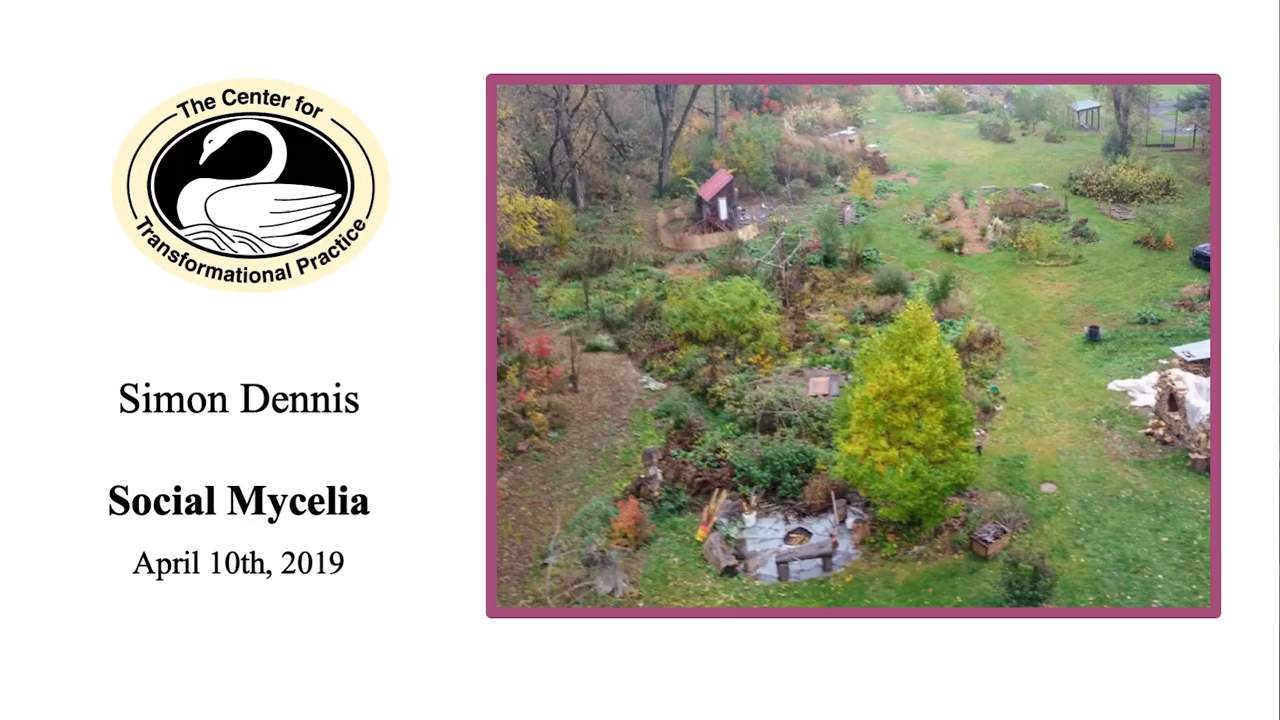 The Center for
Transformational Practice
Simon Dennis
Social Mycelia
April 10th, 2019